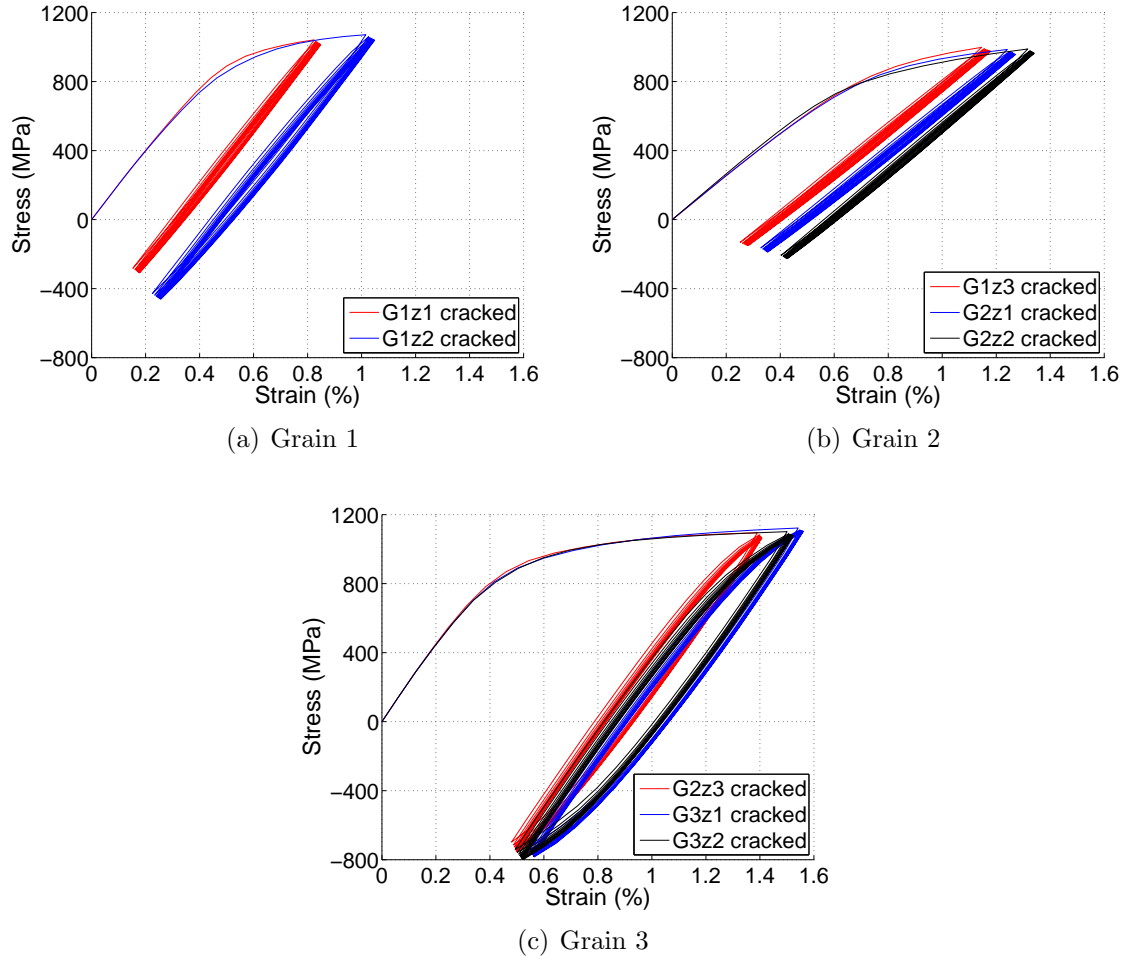 1200
800
400
0
−400
−800
Stress (MPa)
0 0.2 0.4 0.6 0.8 1 1.2 1.4 1.6
Strain (%)
G1z1 cracked
G1z2 cracked
(a) Grain 1
1200
800
400
0
−400
−800
Stress (MPa)
0 0.2 0.4 0.6 0.8 1 1.2 1.4 1.6
Strain (%)
G1z3 cracked
G2z1 cracked
G2z2 cracked
(b) Grain 2
1200
800
400
0
−400
−800
Stress (MPa)
0 0.2 0.4 0.6 0.8 1 1.2 1.4 1.6
Strain (%)
G2z3 cracked
G3z1 cracked
G3z2 cracked
(c) Grain 3